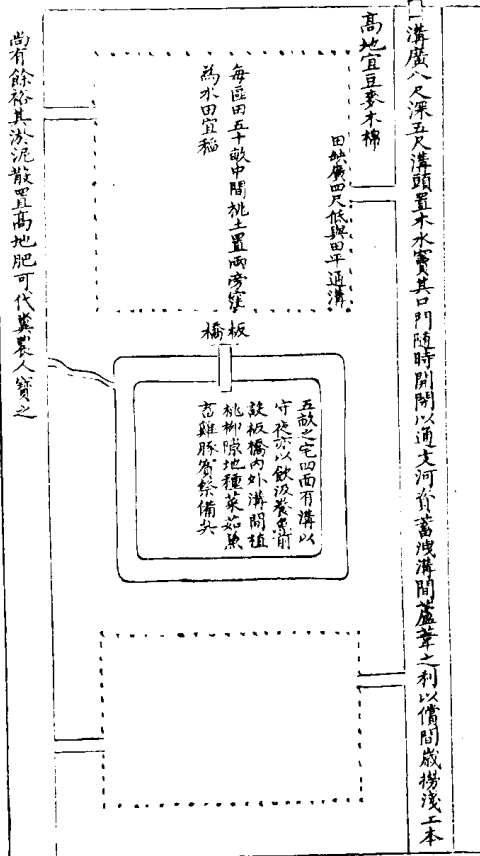 溝廣八尺深五尺溝頭置木水竇其口門隨時開閉以通支河資蓄洩溝間蘆葦之利以償間歲撈淺工本
高地宜豆麥木棉
田缺廣四尺低與田平通溝
每區田五十畝中間挑土置兩旁窪
為水田宜稻
板橋
五畝之宅四面有溝以
守夜亦以飲汲養魚前
設板橋內外溝間植
桃柳隙地種菜茹魚
畜雞豚賓祭備矣
尚有餘裕其淤泥散置高地肥可代糞農人寶之